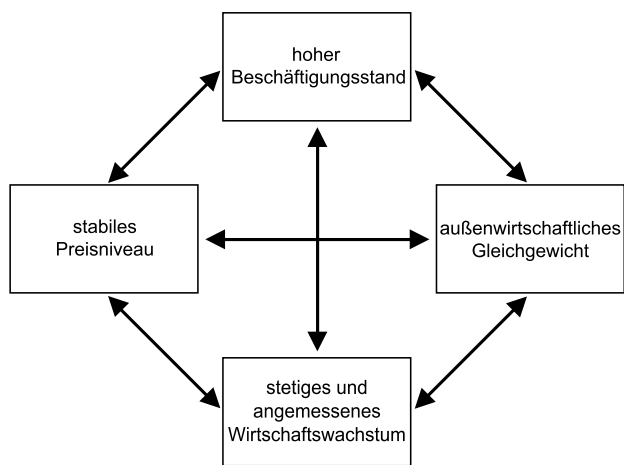 hoher
Beschäftigungsstand
stabiles
Preisniveau
außenwirtschaftliches
Gleichgewicht
stetiges und
angemessenes
Wirtschaftswachstum